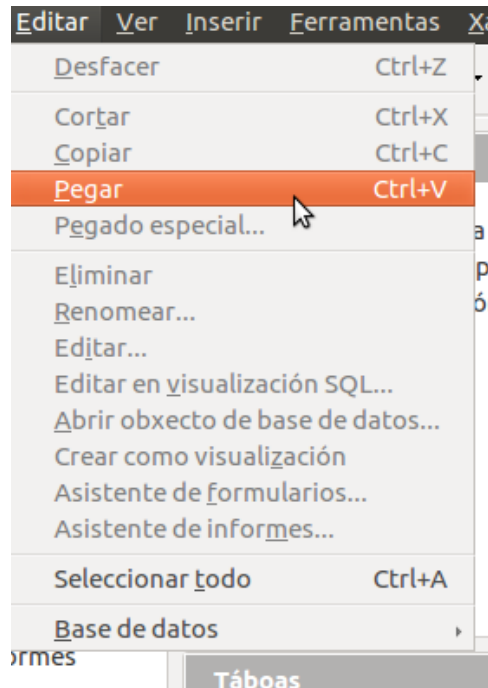 Editar Ver Inserir Ferramentas
Desfacer Ctrl+Z
Cortar Ctrl+X
Copiar Ctrl+C
Pegar Ctrl+V
Pegado especial...
Eliminar
Renomear...
Editar...
Editar en visualización SQL...
Abrir obxecto de base de datos...
Crear como visualización
Asistente de formularios...
Asistente de informes...
Seleccionar todo Ctrl+A
Base de datos
ormes
Táboas